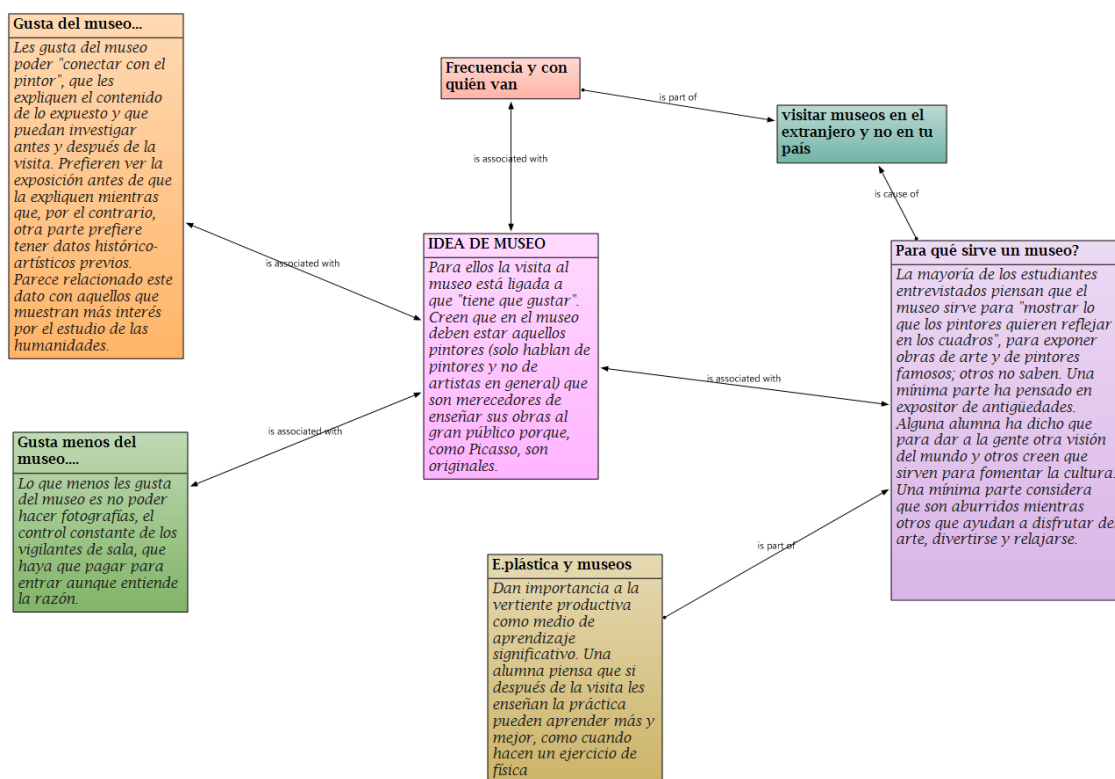 Gusta del museo...
Les gusta del museo
poder "conectar con el
pintor", que les
expliquen el contenido
de lo expuesto y que
puedan investigar
antes y después de la
visita. Prefieren ver la
exposición antes de que
la expliquen mientras
que, por el contrario,
otra parte prefiere
tener datos histórico-
artísticos previos.
Parece relacionado este
dato con aquellos que
muestran más interés
por el estudio de las
humanidades.
Frecuencia y con
quién van
is part of
visitar museos en el
extranjero y no en tu
país
is associated with
is cause of
is associated with
IDEA DE MUSEO
Para ellos la visita al
museo está ligada a
que "tiene que gustar".
Creen que en el museo
deben estar aquellos
pintores (solo hablan de
pintores y no de
artistas en general) que
son merecedores de
enseñar sus obras al
gran público porque,
como Picasso, son
originales.
Para qué sirve un museo?
La mayoría de los estudiantes
entrevistados piensan que el
museo sirve para "mostrar lo
que los pintores quieren reflejar
en los cuadros", para exponer
obras de arte y de pintores
famosos; otros no saben. Una
mínima parte ha pensado en
expositor de antigüedades.
Alguna alumna ha dicho que
para dar a la gente otra visión
del mundo y otros creen que
sirven para fomentar la cultura.
Una mínima parte considera
que son aburridos mientras
otros que ayudan a disfrutar de
arte, divertirse y relajarse.
is associated with
is associated with
Gusta menos del
museo....
Lo que menos les gusta
del museo es no poder
hacer fotografías, el
control constante de los
vigilantes de sala, que
haya que pagar para
entrar aunque entiende
la razón.
is part of
E.plástica y museos
Dan importancia a la
vertiente productiva
como medio de
aprendizaje
significativo. Una
alumna piensa que si
después de la visita les
enseñan la práctica
pueden aprender más y
mejor, como cuando
hacen un ejercicio de
física